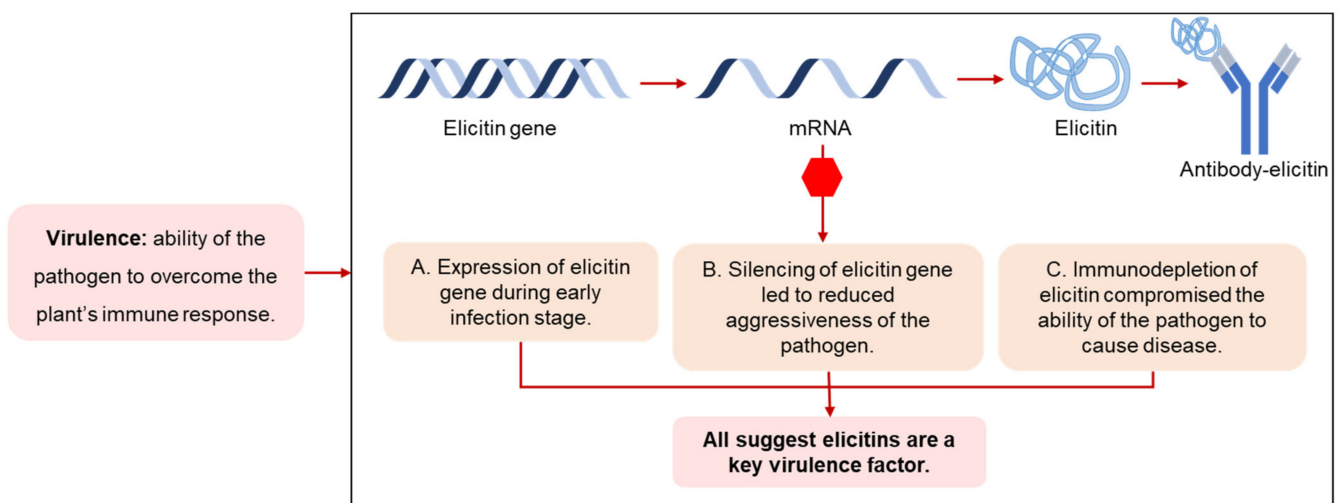 Elicitin gene
mRNA
Elicitin
Antibody-elicitin
Virulence: ability of the
pathogen to overcome the
plant’s immune response.
A. Expression of elicitin
gene during early
infection stage.
B. Silencing of elicitin gene
led to reduced
aggressiveness of the
pathogen.
C. Immunodepletion of
elicitin compromised the
ability of the pathogen to
cause disease.
All suggest elicitins are a
key virulence factor.